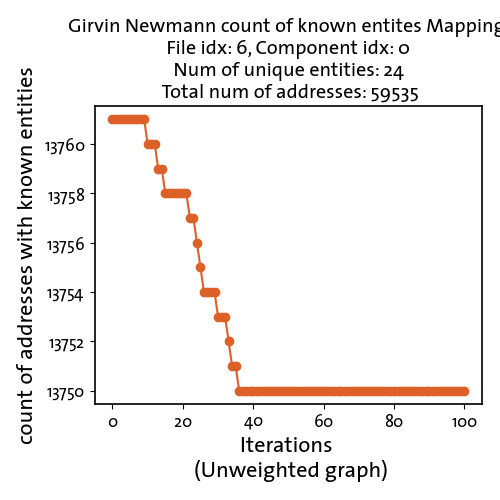 Girvin Newmann count of known entites Mapping
File idx: 6, Component idx: 0
Num of unique entities: 24
Total num of addresses: 59535
count of addresses with known entities
13760
13758
13756
13754
13752
13750
0 20 40 60 80 100
Iterations
(Unweighted graph)